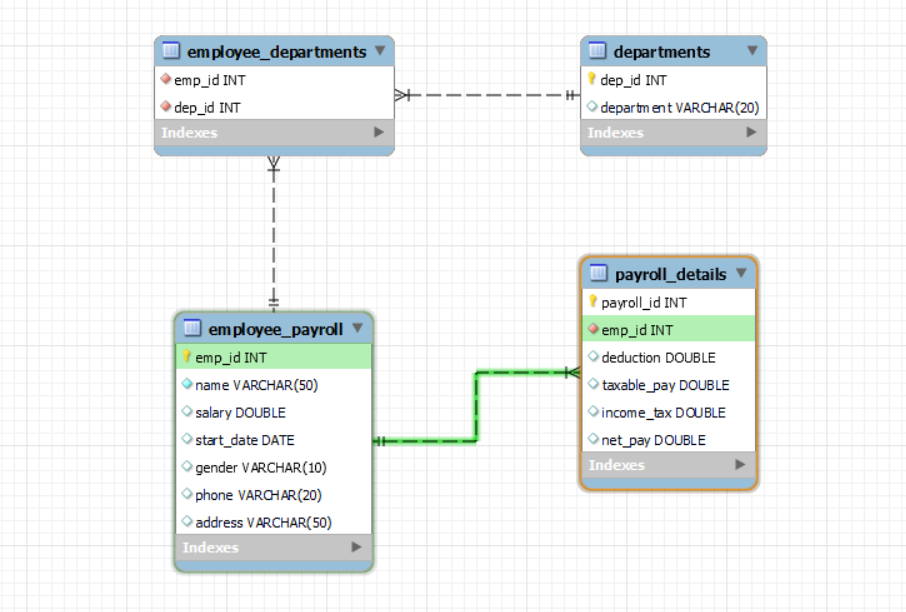 employee_departments
emp_id INT
dep_id INT
Indexes
departments
dep_id INT
department VARCHAR(20)
Indexes
employee_payroll
emp_id INT
name VARCHAR(50)
salary DOUBLE
start_date DATE
gender VARCHAR(10)
phone VARCHAR(20)
address VARCHAR(50)
Indexes
payroll_details
payroll_id INT
emp_id INT
deduction DOUBLE
taxable_pay DOUBLE
income_tax DOUBLE
net_pay DOUBLE
Indexes